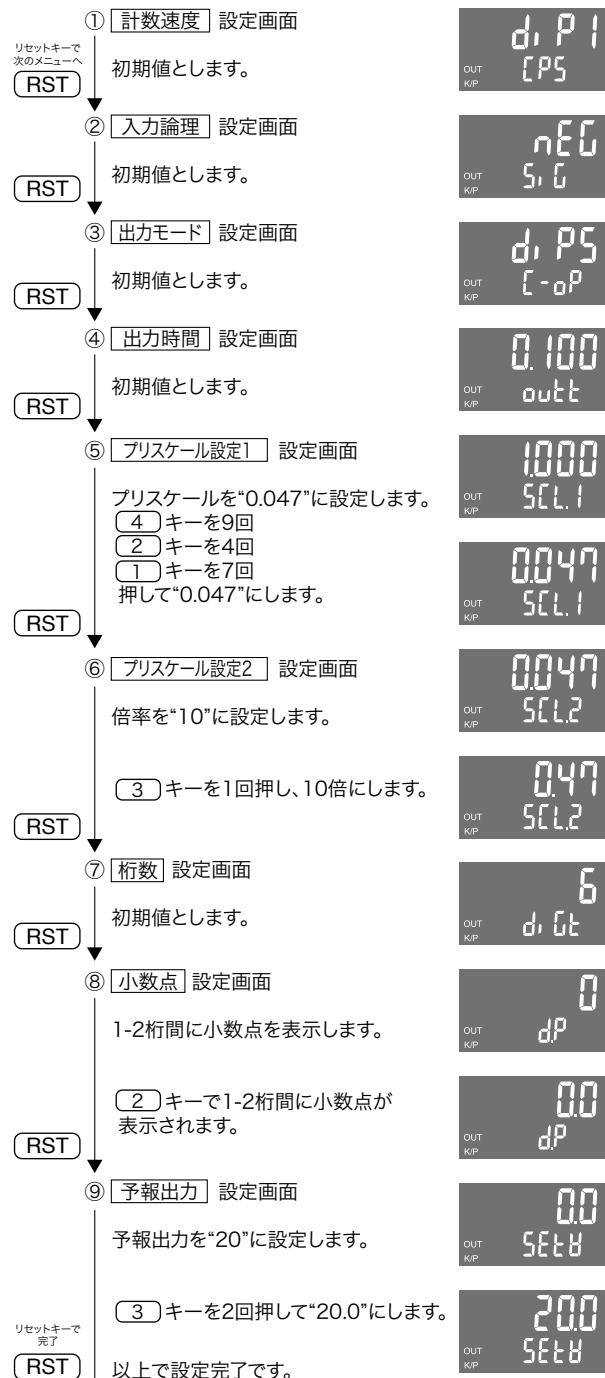 ① 計数速度 設定画面
リセットキーで
次のメニューへ
RST
初期値とします。
di P1
CPS
OUT
K/P
② 入力論理 設定画面
初期値とします。
RST
nEG
SiG
OUT
K/P
③ 出力モード 設定画面
初期値とします。
RST
di PS
C-oP
OUT
K/P
④ 出力時間 設定画面
初期値とします。
RST
0.100
outt
OUT
K/P
⑤ プリスケール設定1 設定画面
プリスケールを“0.047”に設定します。
4 キーを9回
2 キーを4回
1 キーを7回
押して“0.047”にします。
RST
1.000
SCL.1
OUT
K/P
0.047
SCL.1
OUT
K/P
⑥ プリスケール設定2 設定画面
倍率を“10”に設定します。
3 キーを1回押し、10倍にします。
RST
0.047
SCL.2
OUT
K/P
0.47
SCL.2
OUT
K/P
⑦ 桁数 設定画面
初期値とします。
RST
6
diGt
OUT
K/P
⑧ 小数点 設定画面
1-2桁間に小数点を表示します。
2 キーで1-2桁間に小数点が
表示されます。
RST
0
d.P
OUT
K/P
0.0
d.P
OUT
K/P
⑨ 予報出力 設定画面
予報出力を“20”に設定します。
3 キーを2回押して“20.0”にします。
リセットキーで
完了
RST
以上で設定完了です。
0.0
OUT
K/P
20.0
OUT
K/P